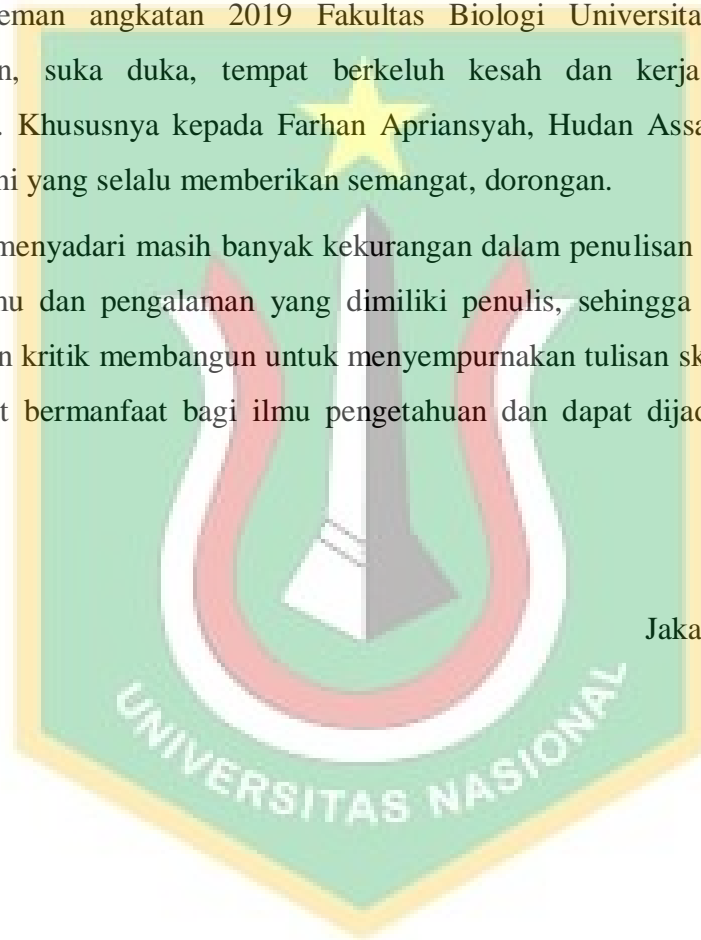 eman angkatan 2019 Fakultas Biologi Universita
n, suka duka, tempat berkeluh kesah dan kerja
. Khususnya kepada Farhan Apriansyah, Hudan Assa
ni yang selalu memberikan semangat, dorongan.
menyadari masih banyak kekurangan dalam penulisan
u dan pengalaman yang dimiliki penulis, sehingga
n kritik membangun untuk menyempurnakan tulisan sk
t bermanfaat bagi ilmu pengetahuan dan dapat dijad
Jaka
UNIVERSITAS NASIONAL